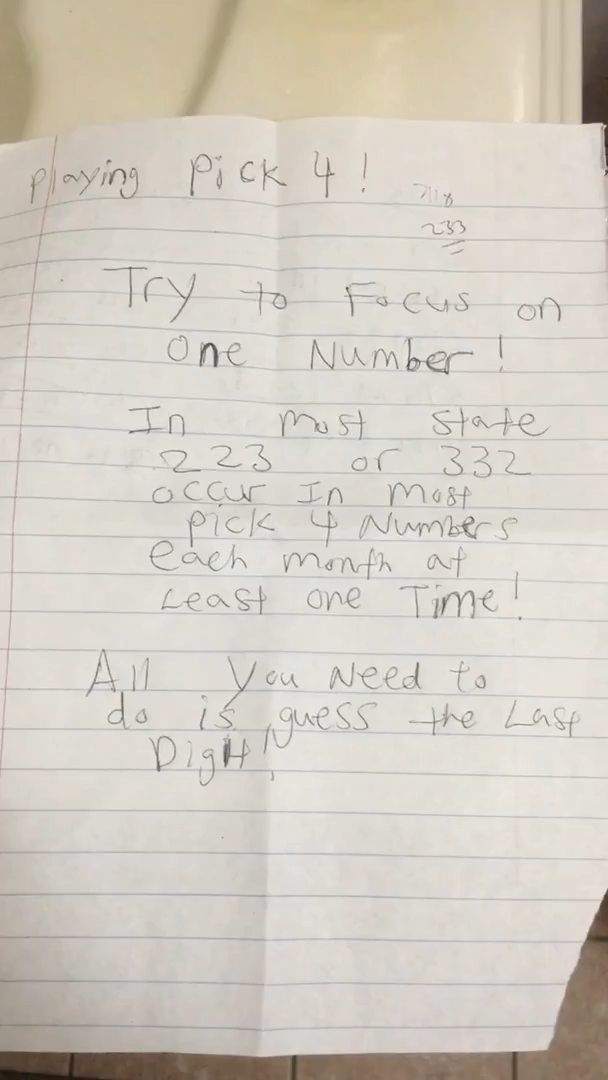 Playing Pick 4!
233
Try to Focus on
One Number!
In most state
223 or 332
occur In most
pick 4 Numbers
each month at
Least one Time!
All you Need to
do is guess the Last
Digit!